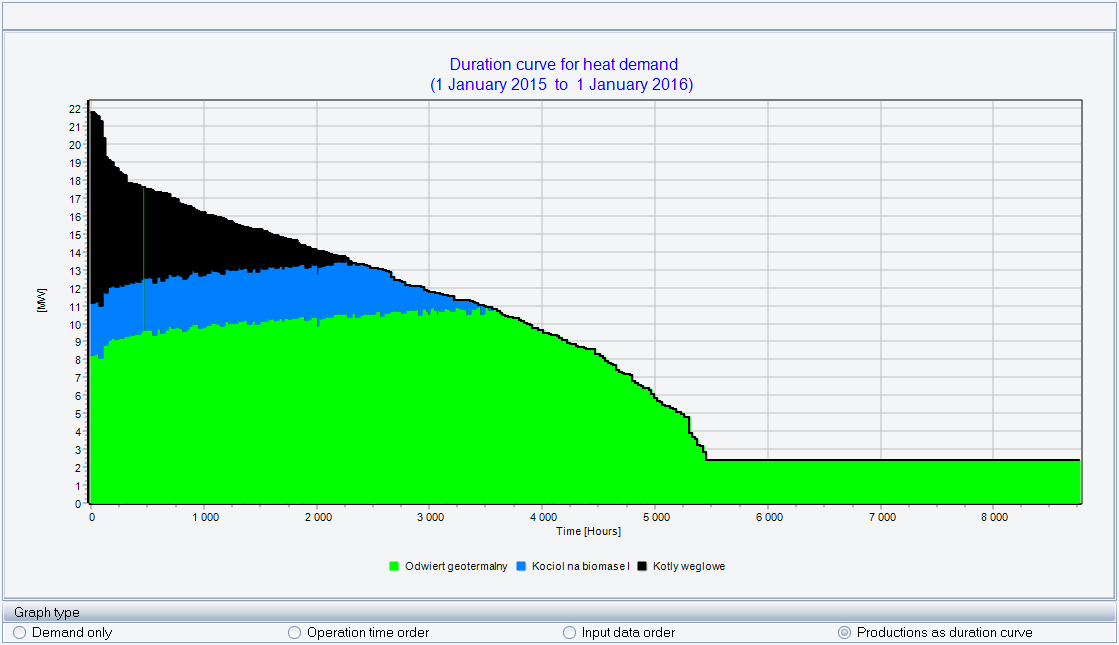 Duration curve for heat demand
(1 January 2015 to 1 January 2016)
22
21
20
19
18
17
16
15
14
13
12
11
10
9
8
7
6
5
4
3
2
1
0
[MW]
0 1 000 2 000 3 000 4 000 5 000 6 000 7 000 8 000
Time [Hours]
Odwiert geotermalny Kociol na biomase I Kotly weglowe
Graph type
Demand only Operation time order Input data order Productions as duration curve